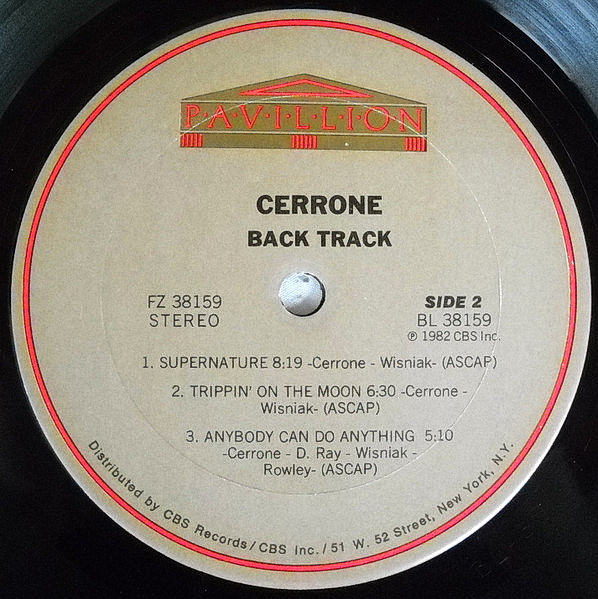 P·A·V·I·L·L·I·O·N
CERRONE
BACK TRACK
FZ 38159
STEREO
SIDE 2
BL 38159
℗ 1982 CBS Inc.
1. SUPERNATURE 8:19 -Cerrone - Wisniak- (ASCAP)
2. TRIPPIN' ON THE MOON 6:30 -Cerrone -
Wisniak- (ASCAP)
3. ANYBODY CAN DO ANYTHING 5:10
-Cerrone - D. Ray - Wisniak -
Rowley- (ASCAP)
Distributed by CBS Records/CBS Inc./51 W. 52 Street, New York, N.Y.